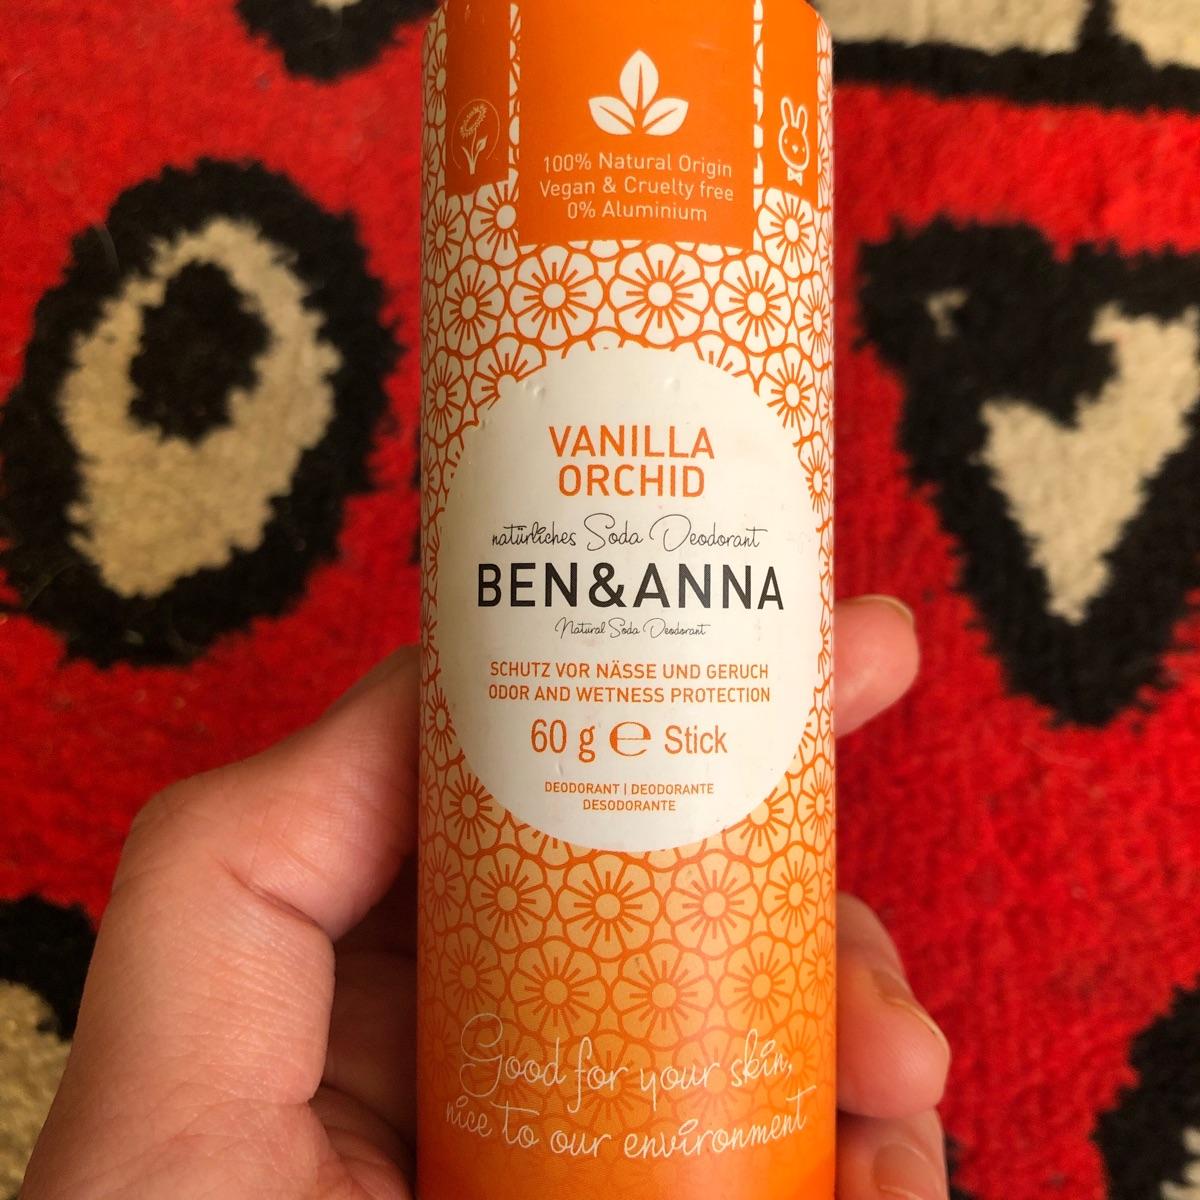 100% Natural Origin
Vegan & Cruelty free
0% Aluminium
VANILLA
ORCHID
natürliches Soda Deodorant
BEN&ANNA
Natural Soda Deodorant
SCHUTZ VOR NÄSSE UND GERUCH
ODOR AND WETNESS PROTECTION
60 g ℮ Stick
DEODORANT | DEODORANTE
DESODORANTE
Good for your skin,
nice to our environment